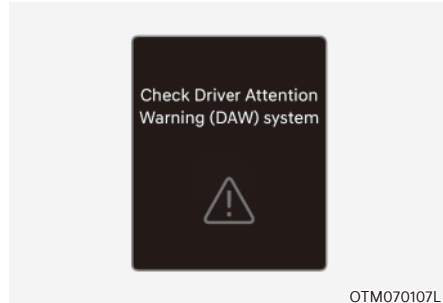 Check Driver Attention
Warning (DAW) system
OTM070107L